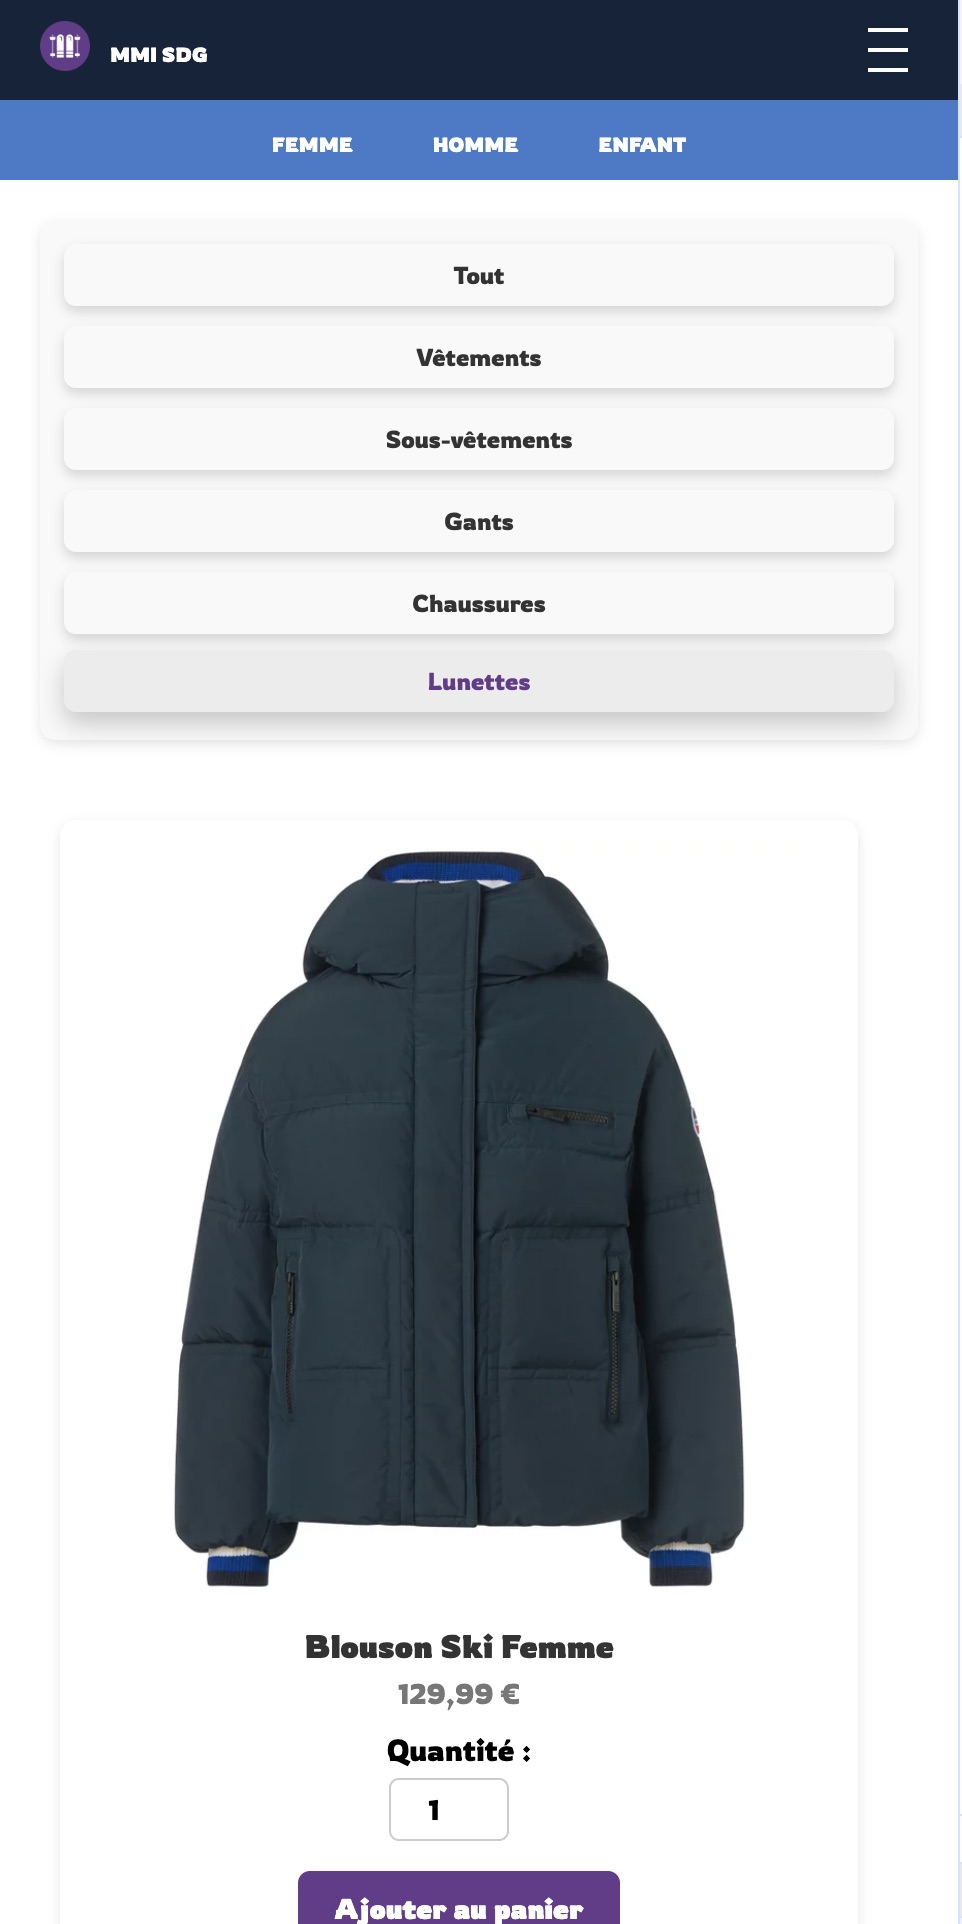 MMI SDG
FEMME HOMME ENFANT
Tout
Vêtements
Sous-vêtements
Gants
Chaussures
Lunettes
Blouson Ski Femme
129,99 €
Quantité :
1
Ajouter au panier